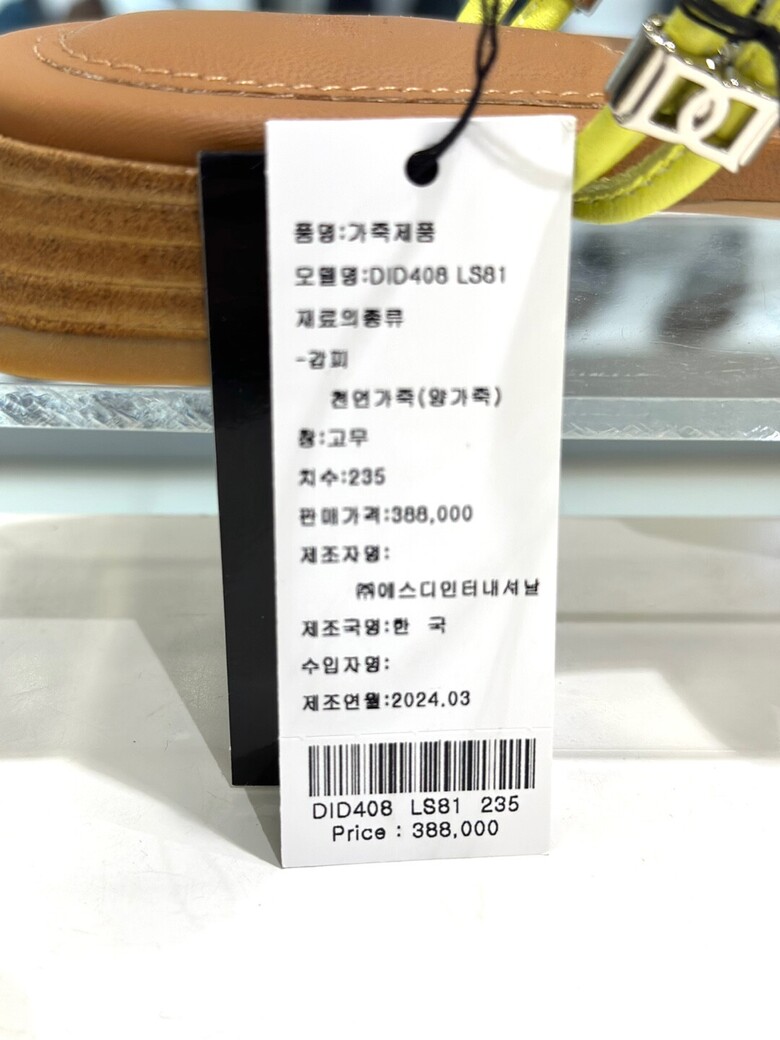 품명:가죽제품
모델명:DID408 LS81
재료의종류
-갑피
천연가죽(양가죽)
창:고무
치수:235
판매가격:388,000
제조자명:
㈜에스디인터내셔날
제조국명:한 국
수입자명:
제조연월:2024.03
DID408 LS81 235
Price : 388,000